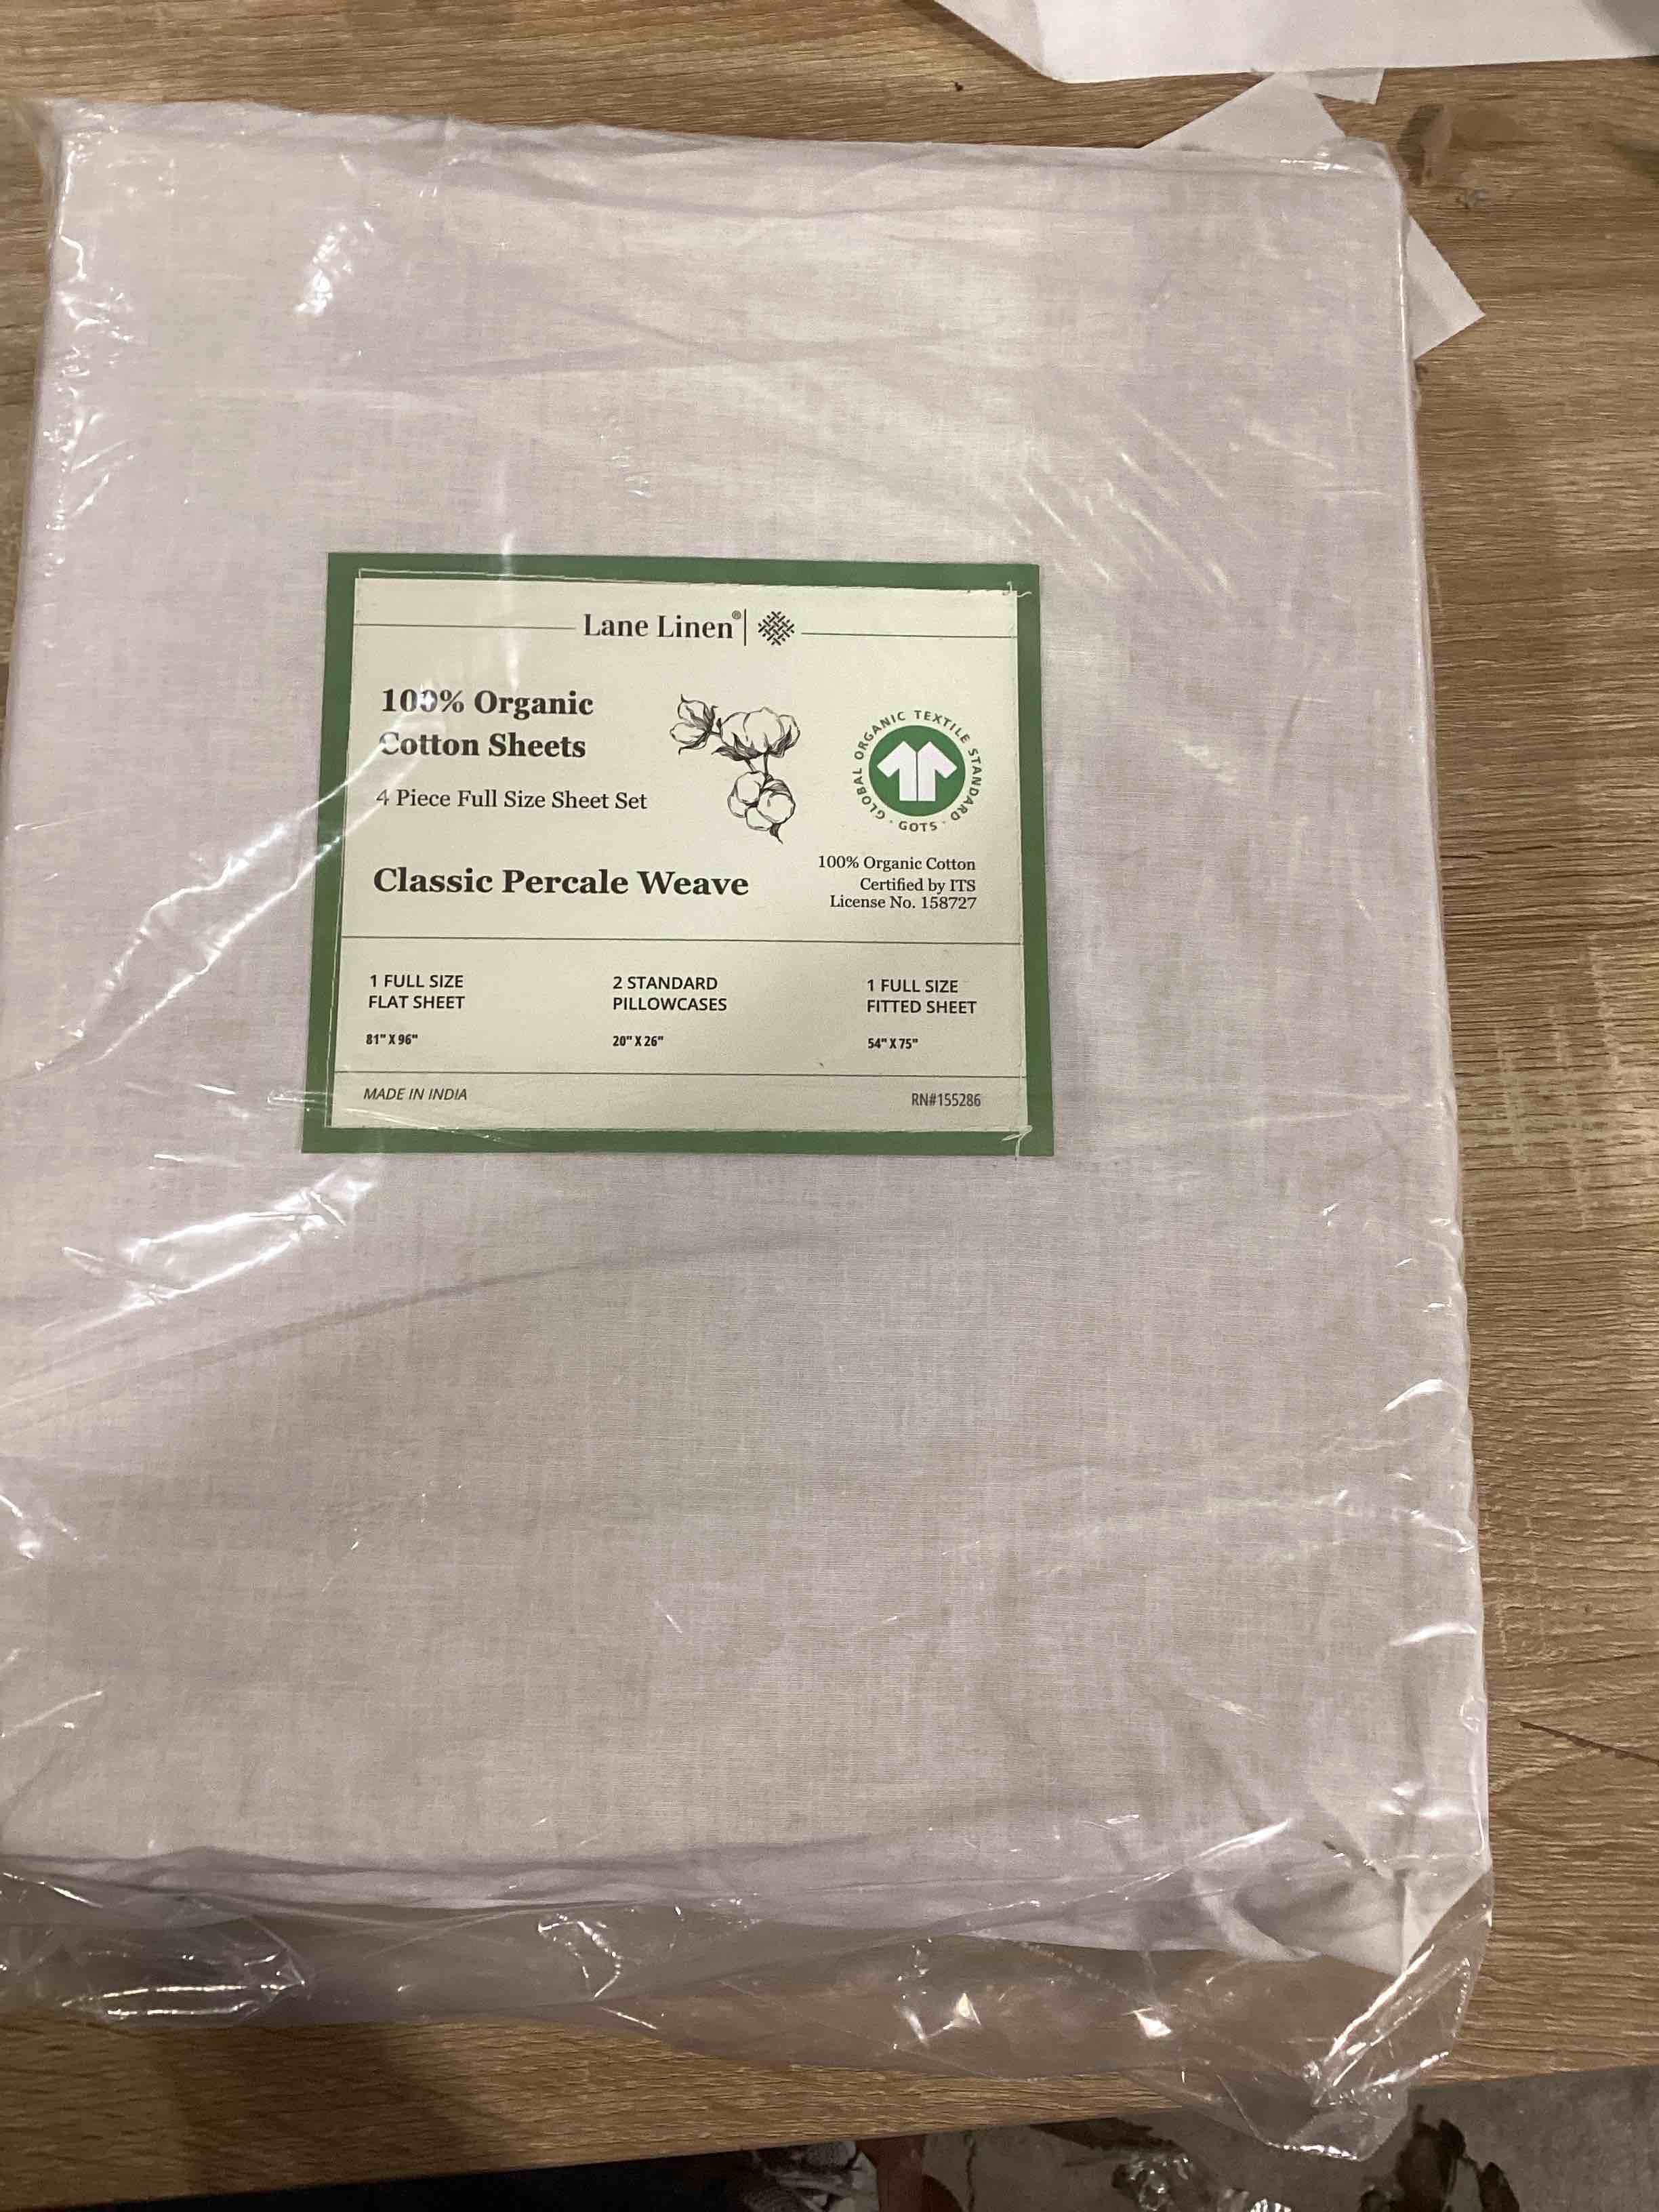 Lane Linen®
100% Organic
Cotton Sheets
4 Piece Full Size Sheet Set
Classic Percale Weave
GLOBAL ORGANIC TEXTILE STANDARD · GOTS ·
100% Organic Cotton
Certified by ITS
License No. 158727
1 FULL SIZE
FLAT SHEET
81" X 96"
2 STANDARD
PILLOWCASES
20" X 26"
1 FULL SIZE
FITTED SHEET
54" X 75"
MADE IN INDIA
RN#155286